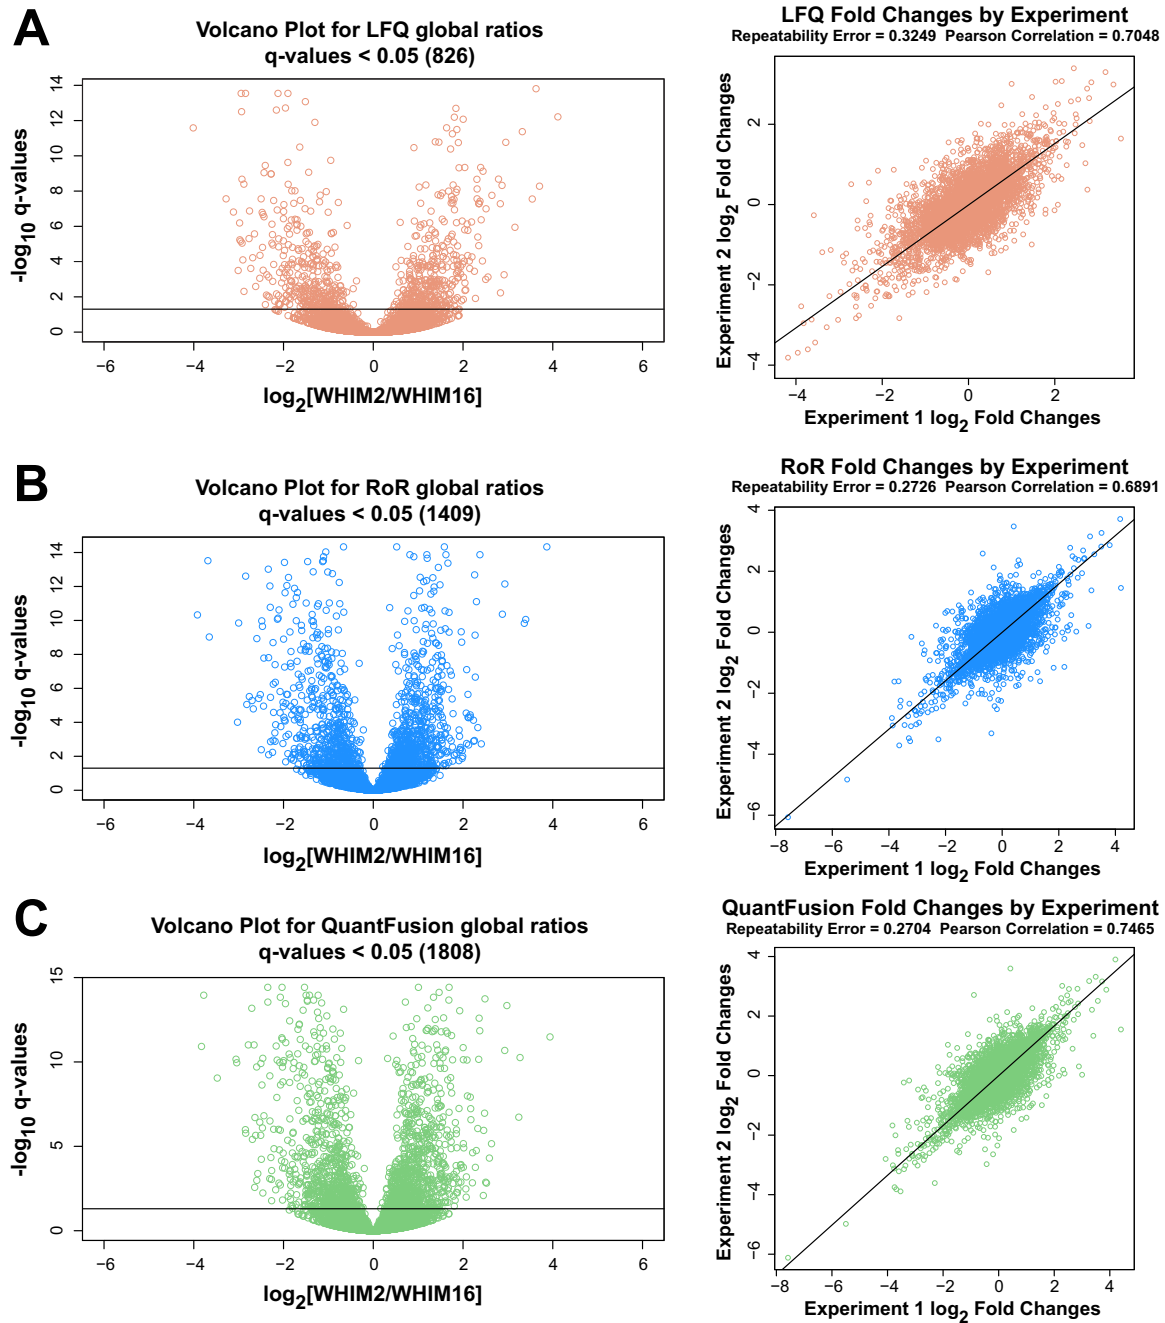 A
Volcano Plot for LFQ global ratios
q-values < 0.05 (826)
-log10 q-values
0 2 4 6 8 10 12 14
−6 −4 −2 0 2 4 6
log2[WHIM2/WHIM16]
LFQ Fold Changes by Experiment
Repeatability Error = 0.3249 Pearson Correlation = 0.7048
Experiment 2 log2 Fold Changes
−4 −2 0 2
−4 −2 0 2
Experiment 1 log2 Fold Changes
B
Volcano Plot for RoR global ratios
q-values < 0.05 (1409)
-log10 q-values
0 2 4 6 8 10 12 14
−6 −4 −2 0 2 4 6
log2[WHIM2/WHIM16]
RoR Fold Changes by Experiment
Repeatability Error = 0.2726 Pearson Correlation = 0.6891
Experiment 2 log2 Fold Changes
−6 −4 −2 0 2 4
−8 −6 −4 −2 0 2 4
Experiment 1 log2 Fold Changes
C
Volcano Plot for QuantFusion global ratios
q-values < 0.05 (1808)
-log10 q-values
0 5 10 15
−6 −4 −2 0 2 4 6
log2[WHIM2/WHIM16]
QuantFusion Fold Changes by Experiment
Repeatability Error = 0.2704 Pearson Correlation = 0.7465
Experiment 2 log2 Fold Changes
−6 −4 −2 0 2 4
−8 −6 −4 −2 0 2 4
Experiment 1 log2 Fold Changes